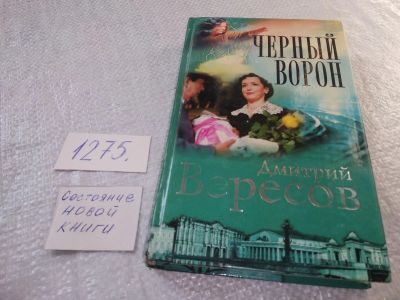 ЧЕРНЫЙ
ВОРОН
1275.
Состояние
НОВОЙ
КНИГИ
Дмитрий
Вересов